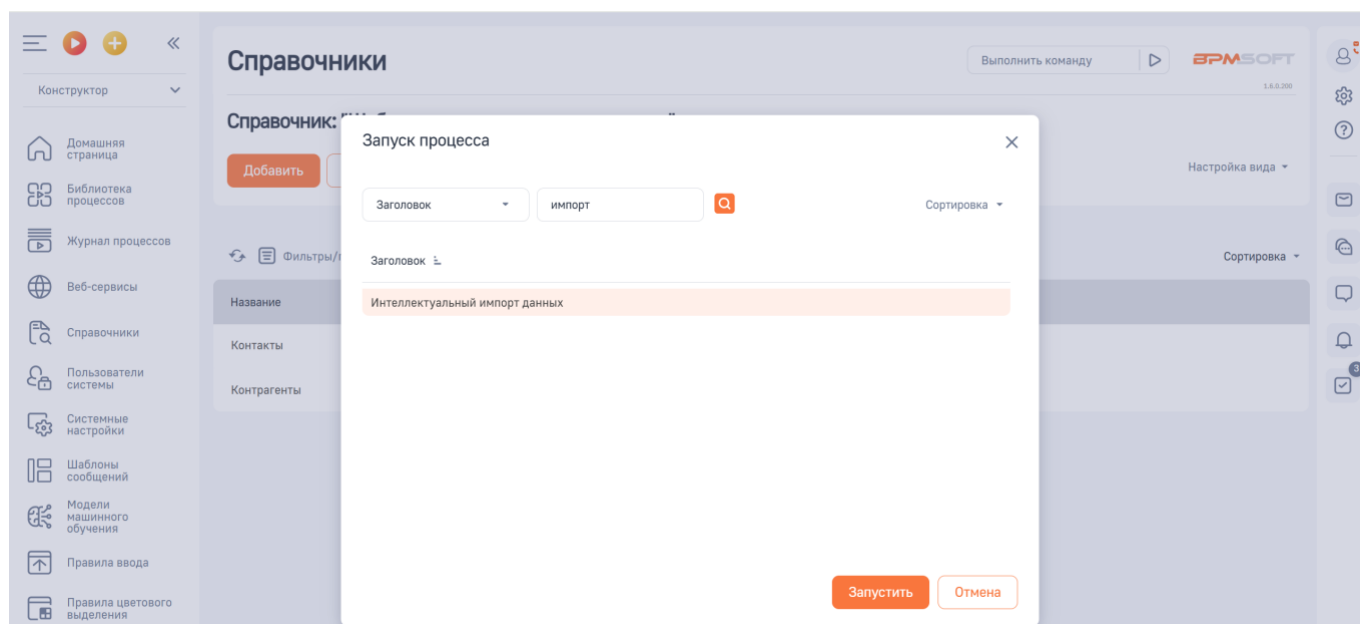 Справочники
Выполнить команду
BPMSOFT
1.6.0.200
Конструктор
Справочник:
Запуск процесса
Добавить
Настройка вида
Домашняя
страница
Библиотека
процессов
Журнал процессов
Веб-сервисы
Справочники
Пользователи
системы
Системные
настройки
Шаблоны
сообщений
Модели
машинного
обучения
Правила ввода
Правила цветового
выделения
Заголовок
импорт
Сортировка
Фильтры/
Сортировка
Заголовок
Название
Интеллектуальный импорт данных
Контакты
Контрагенты
Запустить
Отмена
3